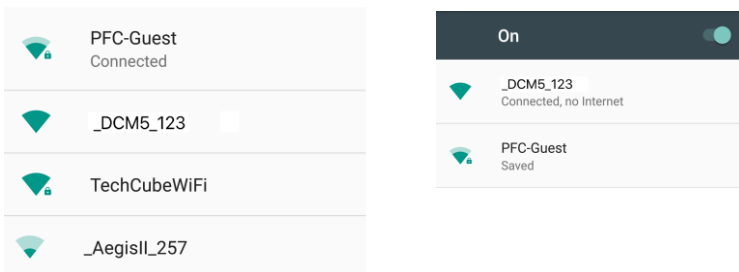 PFC-Guest
Connected
_DCM5_123
TechCubeWiFi
_AegisII_257
On
_DCM5_123
Connected, no Internet
PFC-Guest
Saved